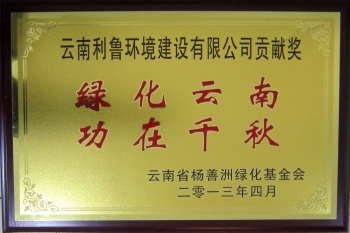 云南利鲁环境建设有限公司贡献奖
绿化云南
功在千秋
云南省杨善洲绿化基金会
二零一三年四月